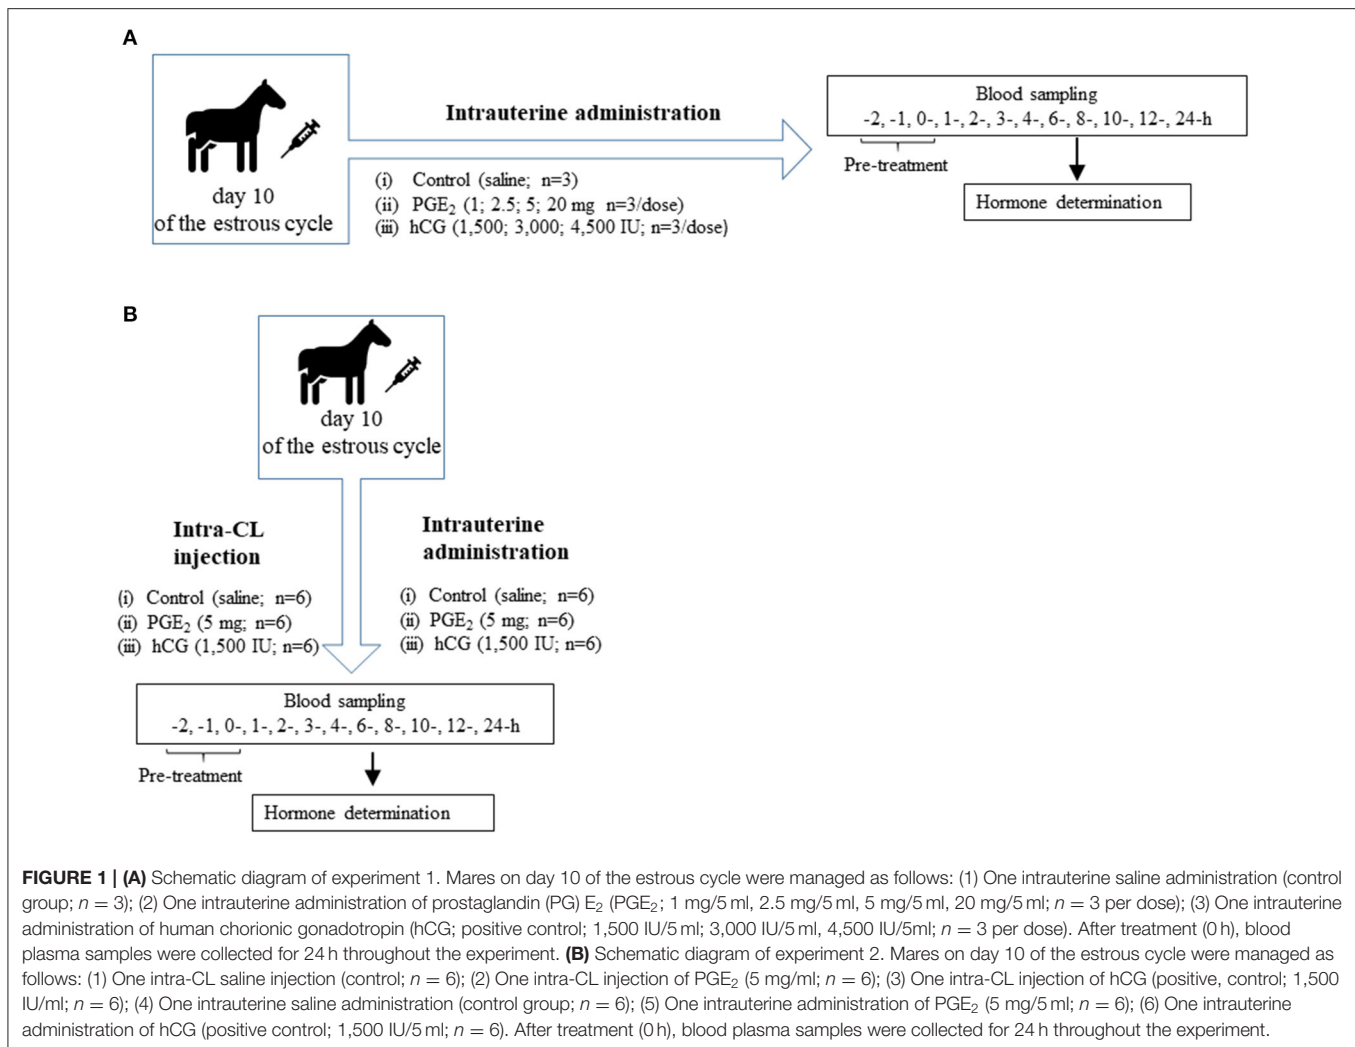 A
day 10
of the estrous cycle
Intrauterine administration
(i) Control (saline; n=3)
(ii) PGE₂ (1; 2.5; 5; 20 mg n=3/dose)
(iii) hCG (1,500; 3,000; 4,500 IU; n=3/dose)
Blood sampling
-2, -1, 0-, 1-, 2-, 3-, 4-, 6-, 8-, 10-, 12-, 24-h
Pre-treatment
Hormone determination
B
day 10
of the estrous cycle
Intra-CL
injection
(i) Control (saline; n=6)
(ii) PGE₂ (5 mg; n=6)
(iii) hCG (1,500 IU; n=6)
Intrauterine
administration
(i) Control (saline; n=6)
(ii) PGE₂ (5 mg; n=6)
(iii) hCG (1,500 IU; n=6)
Blood sampling
-2, -1, 0-, 1-, 2-, 3-, 4-, 6-, 8-, 10-, 12-, 24-h
Pre-treatment
Hormone determination
FIGURE 1 | (A) Schematic diagram of experiment 1. Mares on day 10 of the estrous cycle were managed as follows: (1) One intrauterine saline administration (control
group; n = 3); (2) One intrauterine administration of prostaglandin (PG) E₂ (PGE₂; 1 mg/5 ml, 2.5 mg/5 ml, 5 mg/5 ml, 20 mg/5 ml; n = 3 per dose); (3) One intrauterine
administration of human chorionic gonadotropin (hCG; positive control; 1,500 IU/5 ml; 3,000 IU/5 ml, 4,500 IU/5ml; n = 3 per dose). After treatment (0 h), blood
plasma samples were collected for 24 h throughout the experiment. (B) Schematic diagram of experiment 2. Mares on day 10 of the estrous cycle were managed as
follows: (1) One intra-CL saline injection (control; n = 6); (2) One intra-CL injection of PGE₂ (5 mg/ml; n = 6); (3) One intra-CL injection of hCG (positive, control; 1,500
IU/ml; n = 6); (4) One intrauterine saline administration (control group; n = 6); (5) One intrauterine administration of PGE₂ (5 mg/5 ml; n = 6); (6) One intrauterine
administration of hCG (positive control; 1,500 IU/5 ml; n = 6). After treatment (0 h), blood plasma samples were collected for 24 h throughout the experiment.